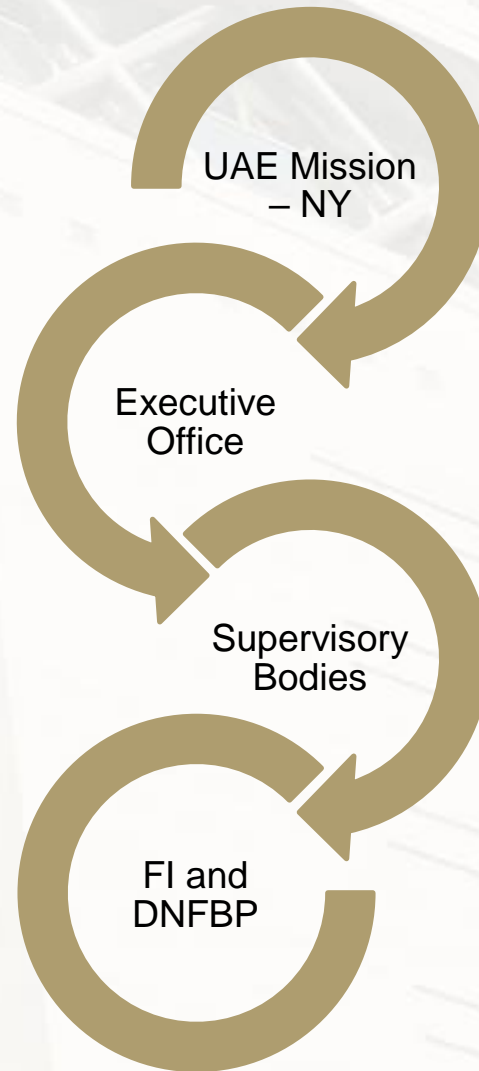 UAE Mission
– NY
Executive
Office
Supervisory
Bodies
FI and
DNFBP